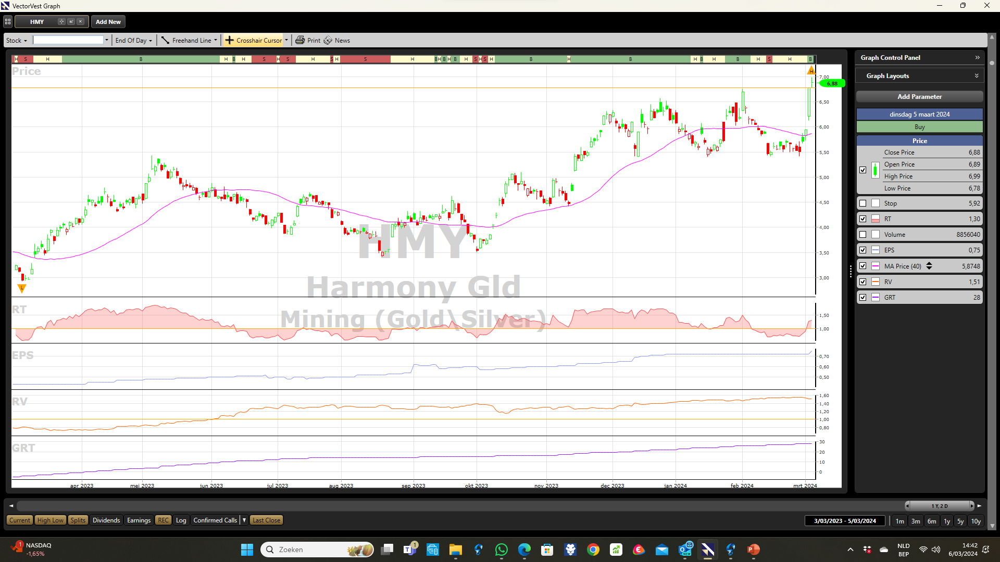 VectorVest Graph
HMY Add New
Stock End Of Day Freehand Line Crosshair Cursor Print News
H S H B H B H S H S H S H S H B H B H B H S H S H B H B H B H B H S H B
Price
H
7,00
6,88
6,50
6,00
5,50
5,00
4,50
4,00
3,50
3,00
L
HMY
Harmony Gld
Mining (Gold\Silver)
RT
1,50
1,00
EPS
0,70
0,60
0,50
RV
1,60
1,40
1,20
1,00
0,80
GRT
30
20
10
0
apr 2023 mei 2023 jun 2023 jul 2023 aug 2023 sep 2023 okt 2023 nov 2023 dec 2023 jan 2024 feb 2024 mrt 2024
Graph Control Panel
Graph Layouts
Add Parameter
dinsdag 5 maart 2024
Buy
Price
Close Price 6,88
Open Price 6,89
High Price 6,99
Low Price 6,78
Stop 5,92
RT 1,30
Volume 8856040
EPS 0,75
MA Price (40) 5,8748
RV 1,51
GRT 28
1 Y, 2 D
Current High Low Splits Dividends Earnings REC Log Confirmed Calls Last Close 3/03/2023 - 5/03/2024 1m 3m 6m 1y 5y 10y
1 NASDAQ
-1,65%
Zoeken
1
NEW
NLD
BEP
14:42
6/03/2024